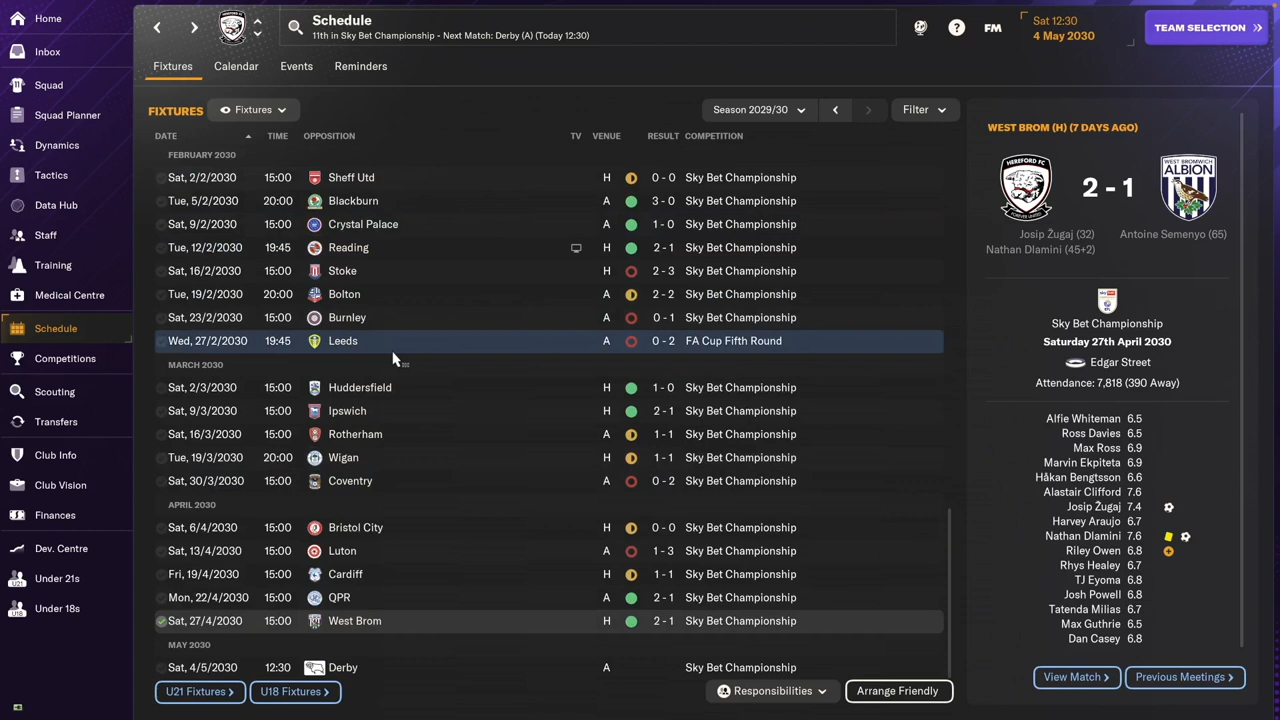 Home
Inbox
Squad
Squad Planner
Dynamics
Tactics
Data Hub
Staff
Training
Medical Centre
Schedule
Competitions
Scouting
Transfers
Club Info
Club Vision
Finances
Dev. Centre
Under 21s
Under 18s
Schedule
11th in Sky Bet Championship - Next Match: Derby (A) (Today 12:30)
FM
Sat 12:30
4 May 2030
TEAM SELECTION
Fixtures Calendar Events Reminders
FIXTURES Fixtures Season 2029/30 Filter
DATE TIME OPPOSITION TV VENUE RESULT COMPETITION
FEBRUARY 2030
Sat, 2/2/2030 15:00 Sheff Utd H 0 - 0 Sky Bet Championship
Tue, 5/2/2030 20:00 Blackburn A 3 - 0 Sky Bet Championship
Sat, 9/2/2030 15:00 Crystal Palace A 1 - 0 Sky Bet Championship
Tue, 12/2/2030 19:45 Reading H 2 - 1 Sky Bet Championship
Sat, 16/2/2030 15:00 Stoke H 2 - 3 Sky Bet Championship
Tue, 19/2/2030 20:00 Bolton A 2 - 2 Sky Bet Championship
Sat, 23/2/2030 15:00 Burnley A 0 - 1 Sky Bet Championship
Wed, 27/2/2030 19:45 Leeds A 0 - 2 FA Cup Fifth Round
MARCH 2030
Sat, 2/3/2030 15:00 Huddersfield H 1 - 0 Sky Bet Championship
Sat, 9/3/2030 15:00 Ipswich H 2 - 1 Sky Bet Championship
Sat, 16/3/2030 15:00 Rotherham A 1 - 1 Sky Bet Championship
Tue, 19/3/2030 20:00 Wigan H 1 - 1 Sky Bet Championship
Sat, 30/3/2030 15:00 Coventry A 0 - 2 Sky Bet Championship
APRIL 2030
Sat, 6/4/2030 15:00 Bristol City H 0 - 0 Sky Bet Championship
Sat, 13/4/2030 15:00 Luton A 1 - 3 Sky Bet Championship
Fri, 19/4/2030 15:00 Cardiff H 1 - 1 Sky Bet Championship
Mon, 22/4/2030 15:00 QPR A 2 - 1 Sky Bet Championship
Sat, 27/4/2030 15:00 West Brom H 2 - 1 Sky Bet Championship
MAY 2030
Sat, 4/5/2030 12:30 Derby A Sky Bet Championship
U21 Fixtures U18 Fixtures Responsibilities Arrange Friendly
WEST BROM (H) (7 DAYS AGO)
HEREFORD FC
FOREVER UNITED
2 - 1
WEST BROMWICH
ALBION
Josip Žugaj (32) Antoine Semenyo (65)
Nathan Dlamini (45+2)
Sky Bet Championship
Saturday 27th April 2030
Edgar Street
Attendance: 7,818 (390 Away)
Alfie Whiteman 6.5
Ross Davies 6.5
Max Ross 6.9
Marvin Ekpiteta 6.9
Håkan Bengtsson 6.6
Alastair Clifford 7.6
Josip Žugaj 7.4
Harvey Araujo 6.7
Nathan Dlamini 7.6
Riley Owen 6.8
Rhys Healey 6.7
TJ Eyoma 6.8
Josh Powell 6.8
Tatenda Milias 6.7
Max Guthrie 6.5
Dan Casey 6.8
View Match Previous Meetings